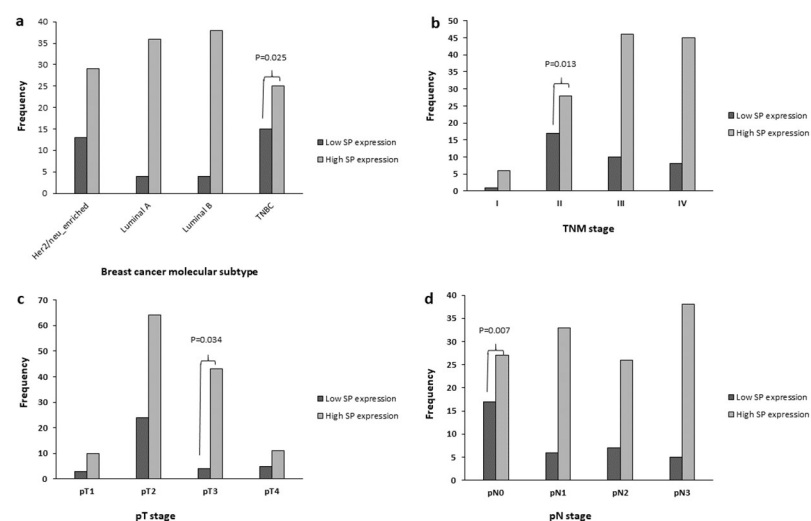 a
40
35
30
25
20
15
10
5
0
Frequency
P=0.025
Low SP expression
High SP expression
Her2/neu_enriched
Luminal A
Luminal B
TNBC
Breast cancer molecular subtype
b
50
45
40
35
30
25
20
15
10
5
0
Frequency
P=0.013
Low SP expression
High SP expression
I
II
III
IV
TNM stage
c
70
60
50
40
30
20
10
0
Frequency
P=0.034
Low SP expression
High SP expression
pT1
pT2
pT3
pT4
pT stage
d
40
35
30
25
20
15
10
5
0
Frequency
P=0.007
Low SP expression
High SP expression
pN0
pN1
pN2
pN3
pN stage